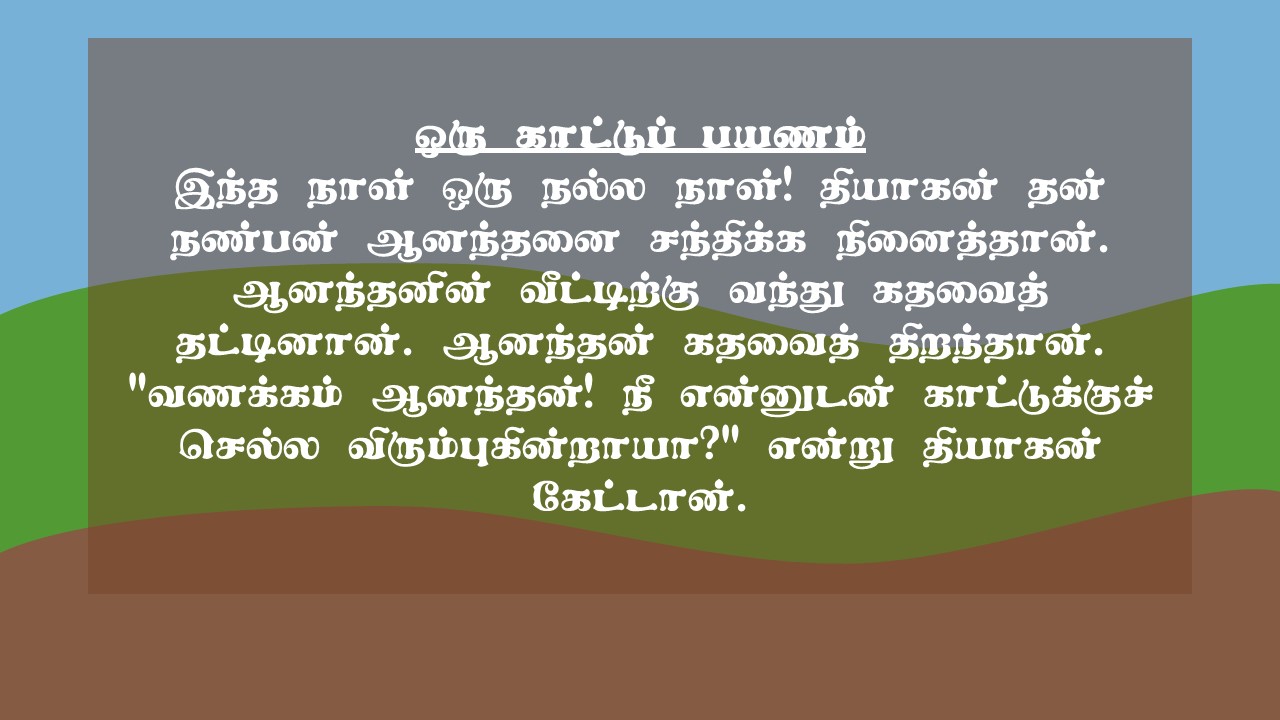 ஒரு காட்டுப் பயணம்
இந்த நாள் ஒரு நல்ல நாள்! தியாகன் தன்
நண்பன் ஆனந்தனை சந்திக்க நினைத்தான்.
ஆனந்தனின் வீட்டிற்கு வந்து கதவைத்
தட்டினான். ஆனந்தன் கதவைத் திறந்தான்.
"வணக்கம் ஆனந்தன்! நீ என்னுடன் காட்டுக்குச்
செல்ல விரும்புகின்றாயா?" என்று தியாகன்
கேட்டான்.